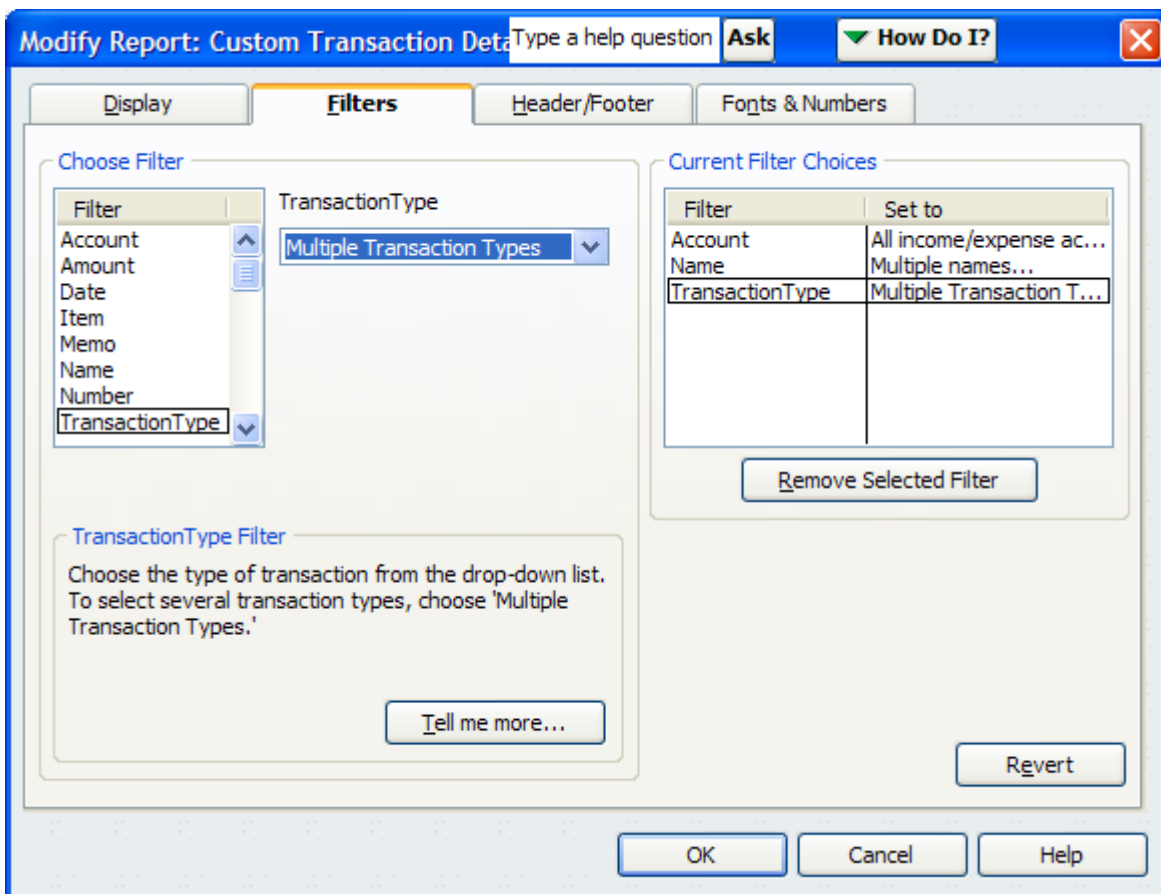 Modify Report: Custom Transaction Deta
Type a help question
Ask
How Do I?
Display
Filters
Header/Footer
Fonts & Numbers
Choose Filter
Filter
Account
Amount
Date
Item
Memo
Name
Number
TransactionType
TransactionType
Multiple Transaction Types
Current Filter Choices
Filter Set to
Account All income/expense ac...
Name Multiple names...
TransactionType Multiple Transaction T...
Remove Selected Filter
TransactionType Filter
Choose the type of transaction from the drop-down list.
To select several transaction types, choose 'Multiple
Transaction Types.'
Tell me more...
Revert
OK
Cancel
Help